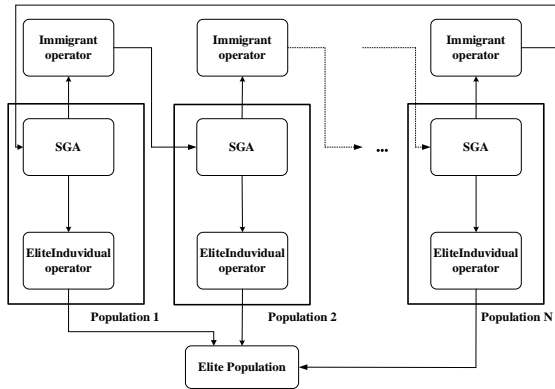 Immigrant
operator
Immigrant
operator
Immigrant
operator
SGA
SGA
...
SGA
EliteInduvidual
operator
EliteInduvidual
operator
EliteInduvidual
operator
Population 1
Population 2
Population N
Elite Population